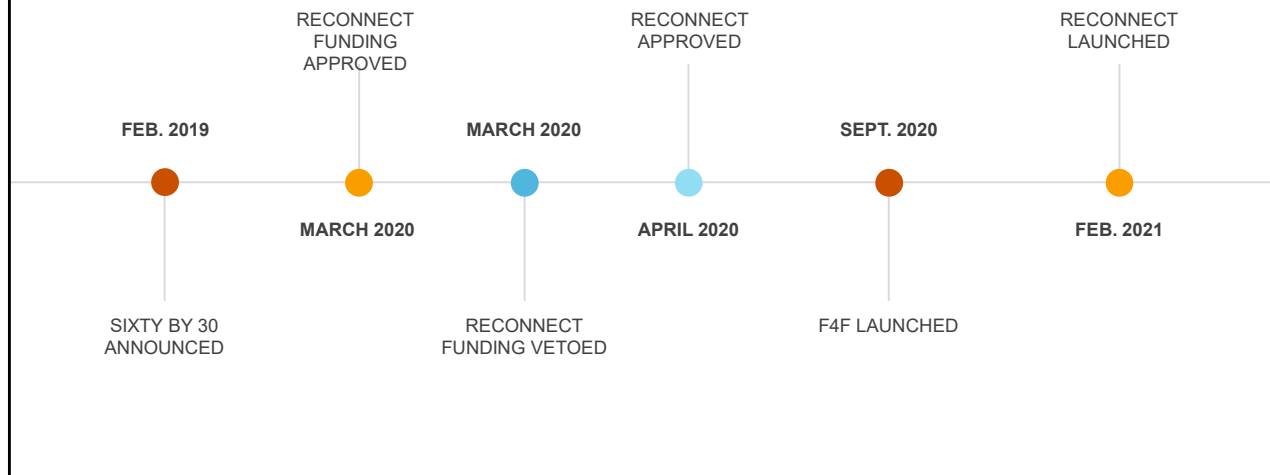 RECONNECT
FUNDING
APPROVED
RECONNECT
APPROVED
RECONNECT
LAUNCHED
FEB. 2019
MARCH 2020
SEPT. 2020
MARCH 2020
APRIL 2020
FEB. 2021
SIXTY BY 30
ANNOUNCED
RECONNECT
FUNDING VETOED
F4F LAUNCHED